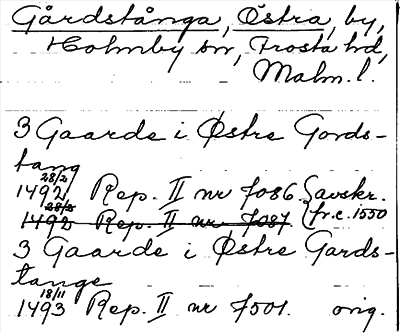 Gårdstånga, Östra, by,
Holmby sn, Frosta hd,
Malm. l.
3 Gaarde i Østre Gords-
tang
28/2 1492 Rep. II nr 7086. avskr. fr. c. 1550
28/2 1492 Rep. II nr 7087
3 Gaarde i Østre Gards-
tange
18/11 1493 Rep. II nr 7501. orig.